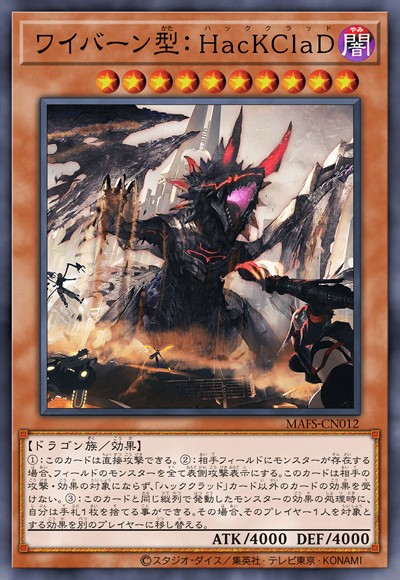 ワイバーン型：HacKClaD
かた ハッククラッド
闇
やみ
MAFS-CN012
【ドラゴン族／効果】
①：このカードは直接攻撃できる。②：相手フィールドにモンスターが存在する
場合、フィールドのモンスターを全て表側攻撃表示にする。このカードは相手の
攻撃・効果の対象にならず、「ハッククラッド」カード以外のカードの効果を受
けない。③：このカードと同じ縦列で発動したモンスターの効果の処理時に、
自分は手札1枚を捨てる事ができる。その場合、そのプレイヤー1人を対象と
する効果を別のプレイヤーに移し替える。
ATK/4000 DEF/4000
©スタジオ・ダイス／集英社・テレビ東京・KONAMI